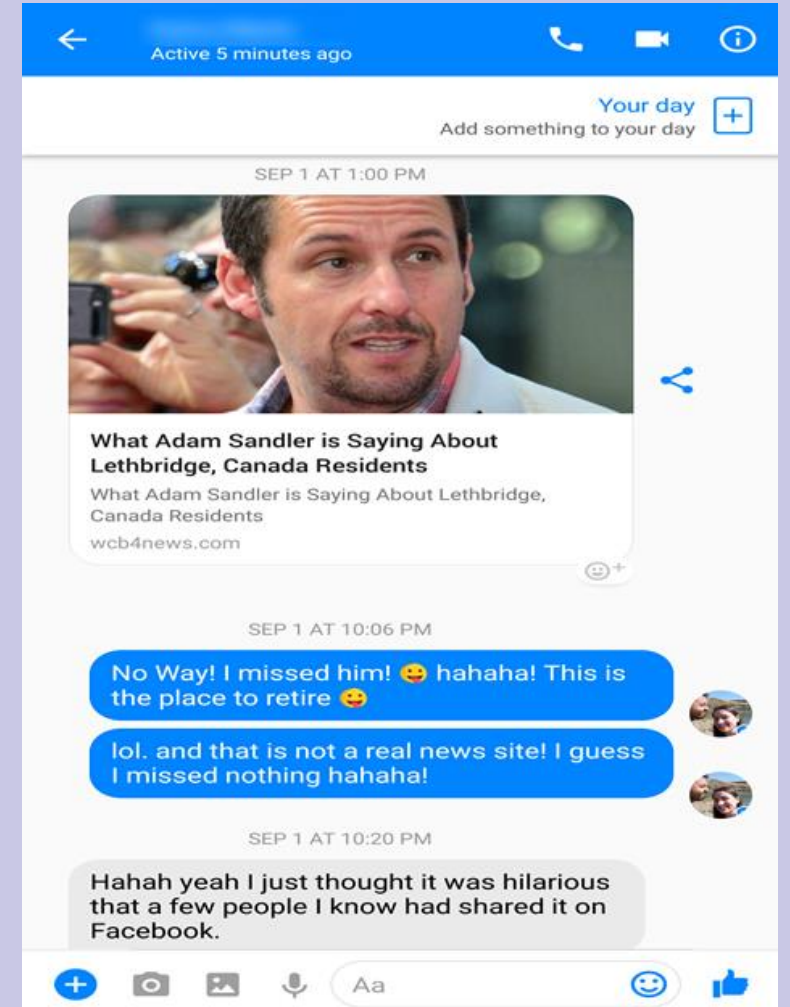 Active 5 minutes ago
Your day
Add something to your day
SEP 1 AT 1:00 PM
What Adam Sandler is Saying About
Lethbridge, Canada Residents
What Adam Sandler is Saying About Lethbridge,
Canada Residents
wcb4news.com
SEP 1 AT 10:06 PM
No Way! I missed him! 😜 hahaha! This is
the place to retire 😜
lol. and that is not a real news site! I guess
I missed nothing hahaha!
SEP 1 AT 10:20 PM
Hahah yeah I just thought it was hilarious
that a few people I know had shared it on
Facebook.
Aa